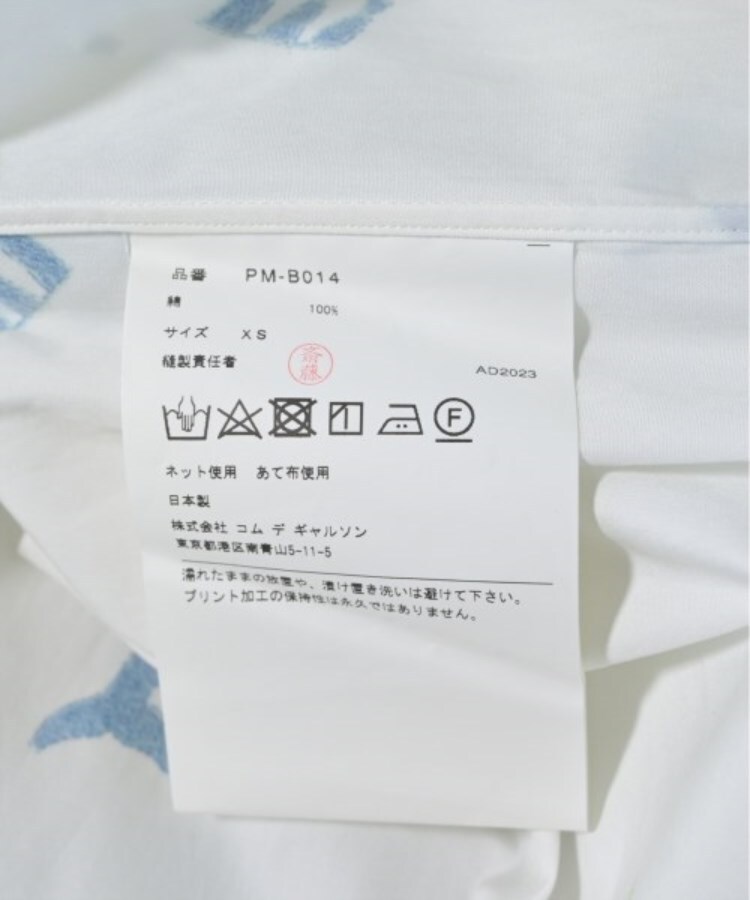 品番 PM-B014
綿 100%
サイズ XS
縫製責任者 斎藤 AD2023
F
ネット使用 あて布使用
日本製
株式会社 コム デ ギャルソン
東京都港区南青山5-11-5
濡れたままの放置や、漬け置き洗いは避けて下さい。
プリント加工の保持性は永久ではありません。